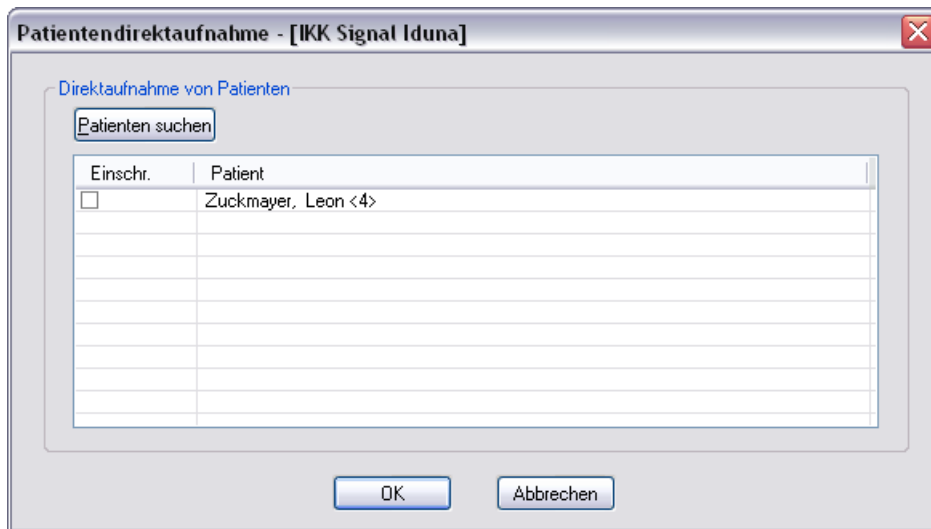 Patientendirektaufnahme - [IKK Signal Iduna]
Direktaufnahme von Patienten
Patienten suchen
Einschr. Patient
Zuckmayer, Leon <4>
OK Abbrechen